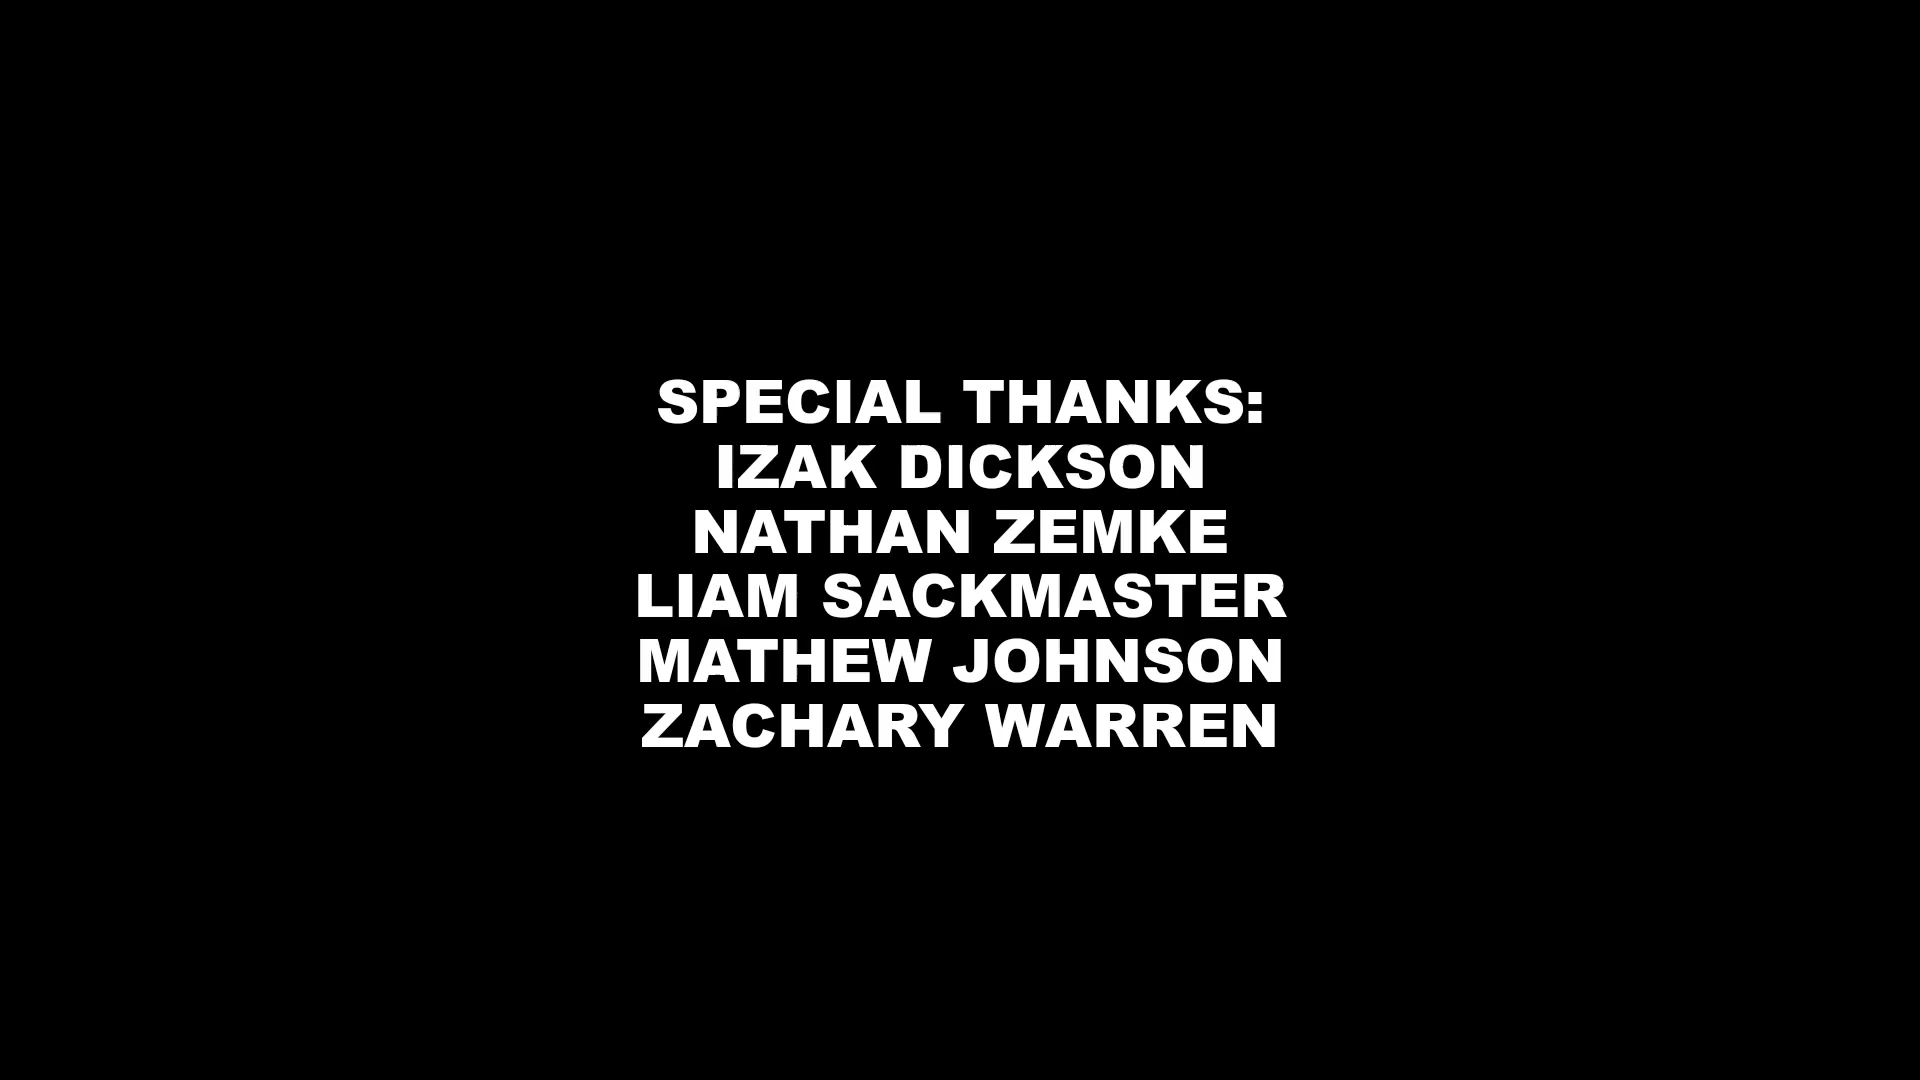 SPECIAL THANKS:
IZAK DICKSON
NATHAN ZEMKE
LIAM SACKMASTER
MATHEW JOHNSON
ZACHARY WARREN